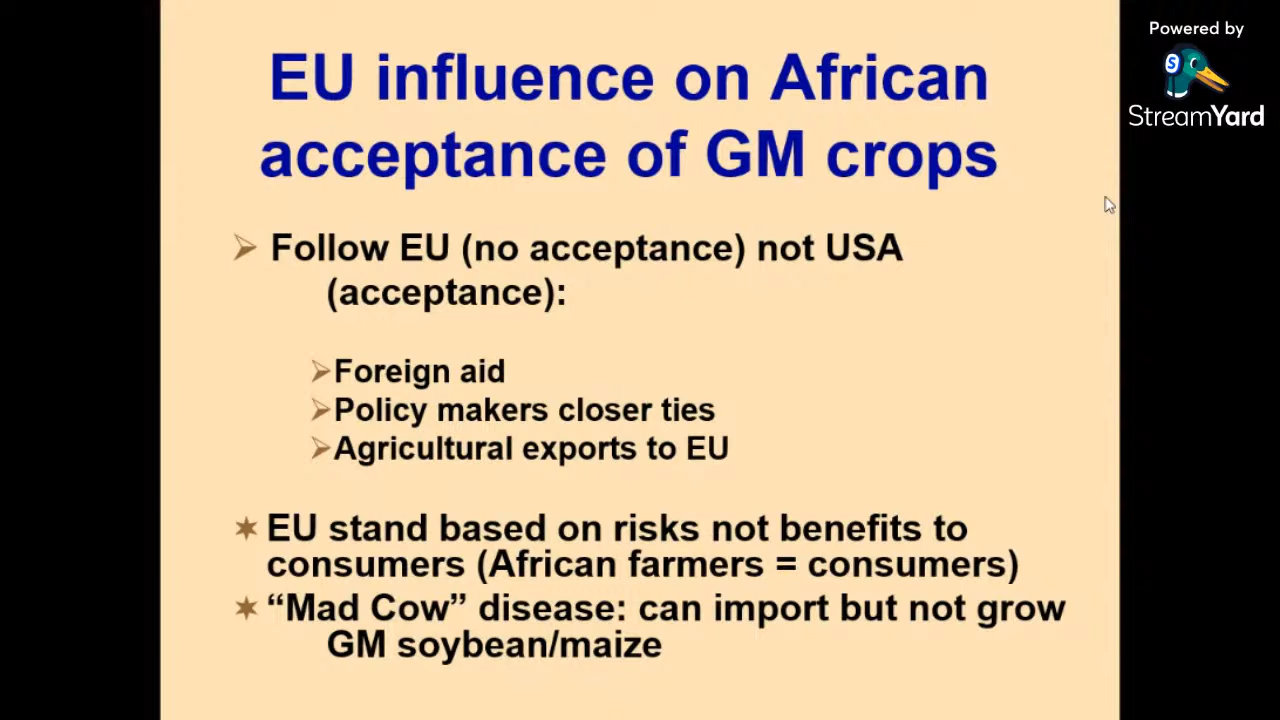 Powered by
StreamYard
EU influence on African
acceptance of GM crops
Follow EU (no acceptance) not USA
(acceptance):
Foreign aid
Policy makers closer ties
Agricultural exports to EU
EU stand based on risks not benefits to
consumers (African farmers = consumers)
“Mad Cow” disease: can import but not grow
GM soybean/maize